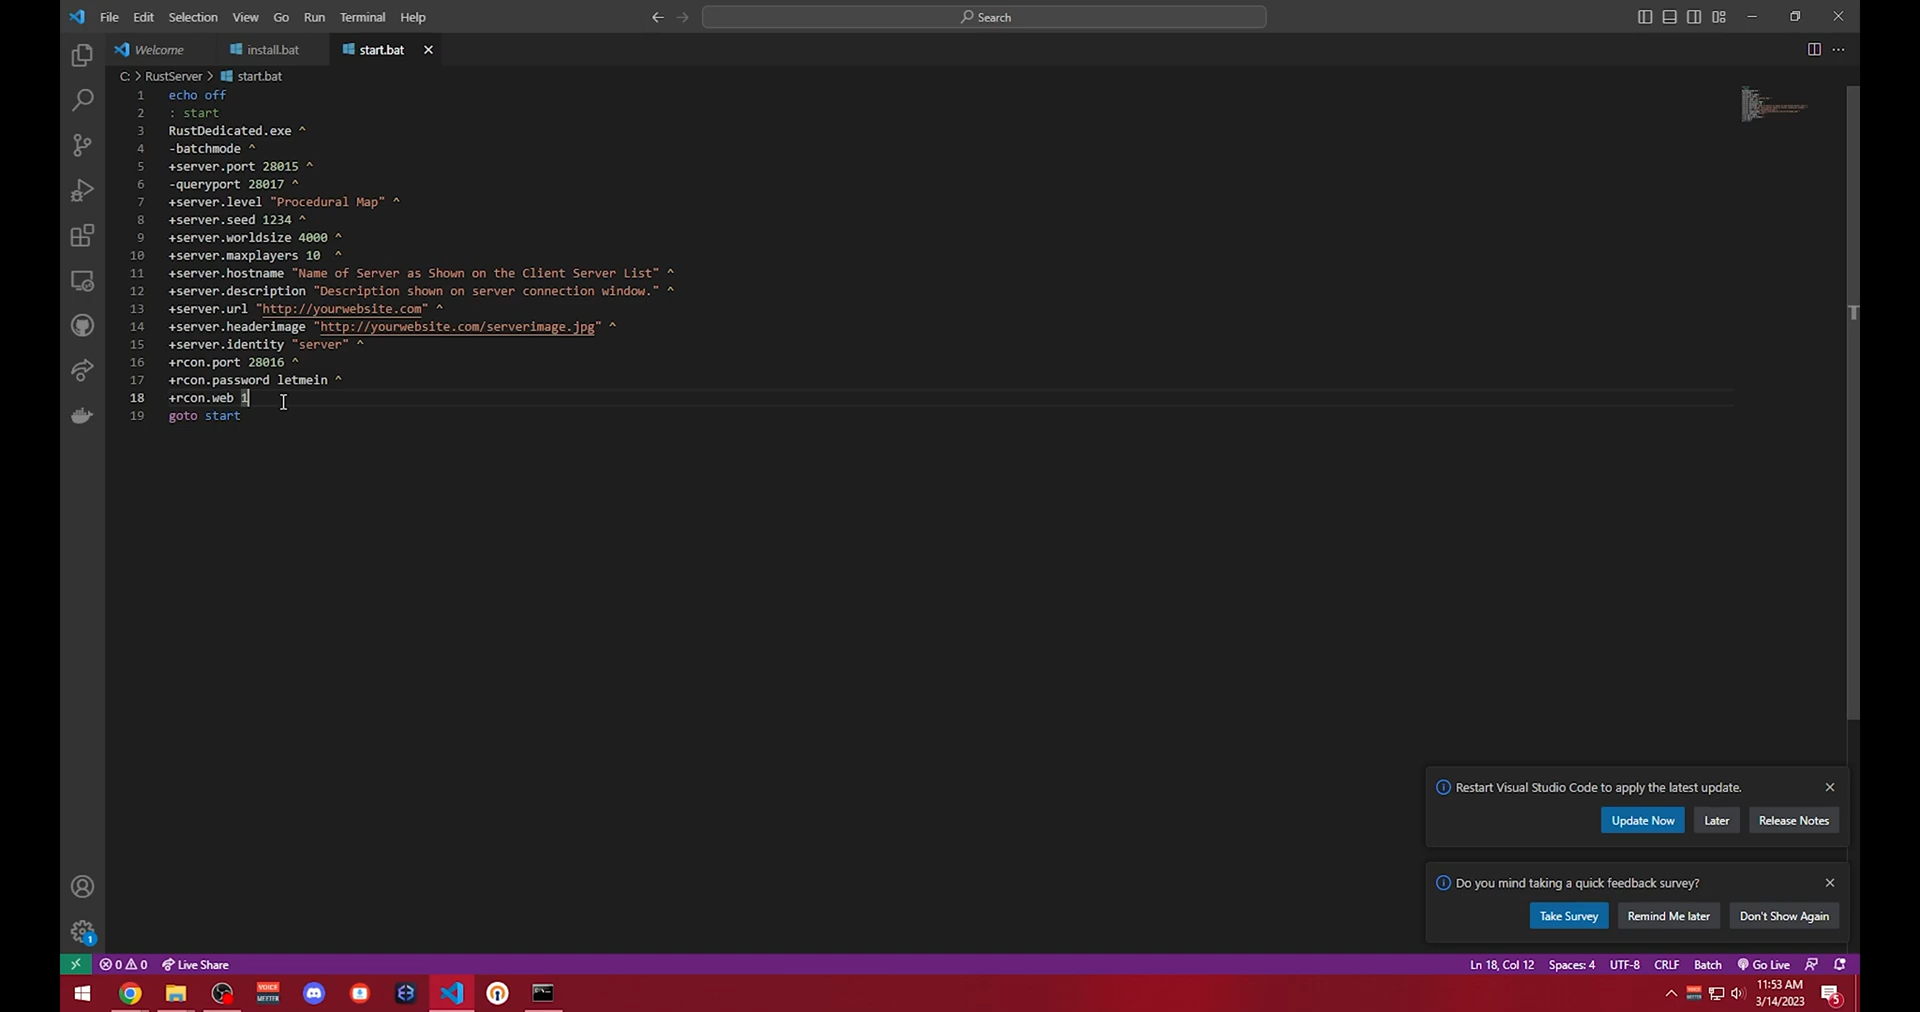 File Edit Selection View Go Run Terminal Help Search
Welcome install.bat start.bat
C: > RustServer > start.bat
1 echo off
2 : start
3 RustDedicated.exe ^
4 -batchmode ^
5 +server.port 28015 ^
6 -queryport 28017 ^
7 +server.level "Procedural Map" ^
8 +server.seed 1234 ^
9 +server.worldsize 4000 ^
10 +server.maxplayers 10  ^
11 +server.hostname "Name of Server as Shown on the Client Server List" ^
12 +server.description "Description shown on server connection window." ^
13 +server.url "http://yourwebsite.com" ^
14 +server.headerimage "http://yourwebsite.com/serverimage.jpg" ^
15 +server.identity "server" ^
16 +rcon.port 28016 ^
17 +rcon.password letmein ^
18 +rcon.web 1
19 goto start
Restart Visual Studio Code to apply the latest update.
Update Now Later Release Notes
Do you mind taking a quick feedback survey?
Take Survey Remind Me later Don't Show Again
1
0 0 Live Share Ln 18, Col 12 Spaces: 4 UTF-8 CRLF Batch Go Live
VOICE MEETER
11:53 AM
3/14/2023
5